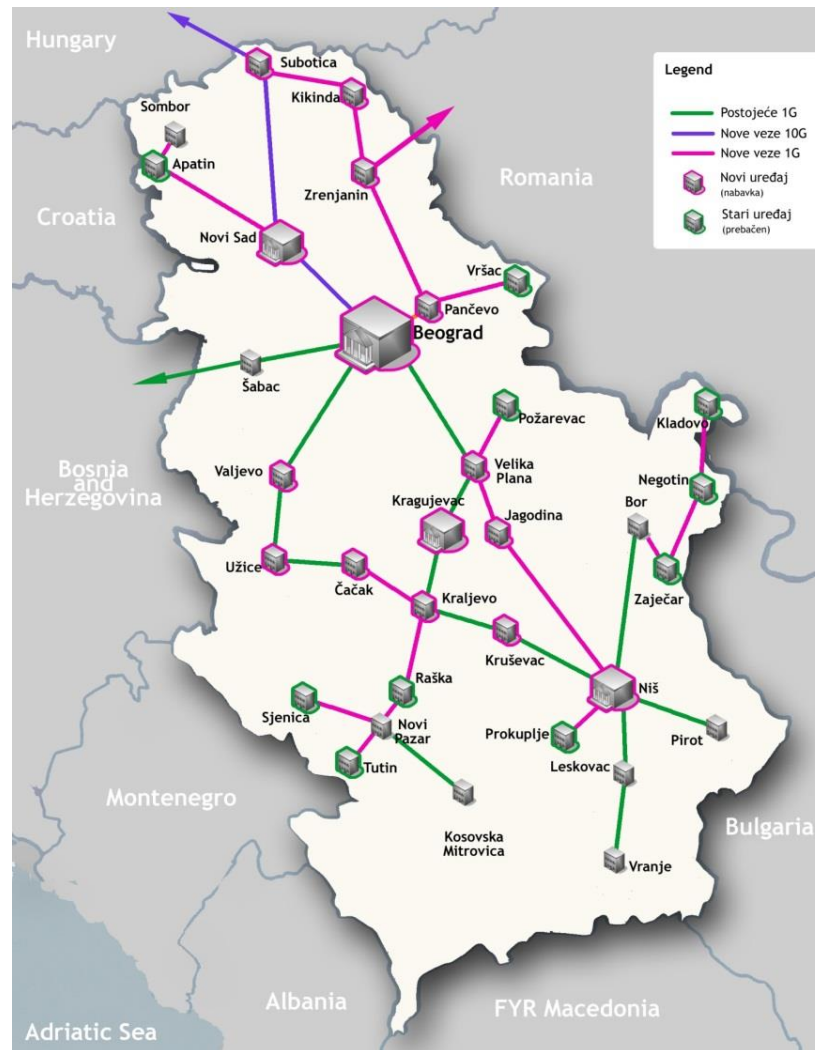 Hungary
Subotica
Kikinda
Sombor
Apatin
Zrenjanin
Romania
Croatia
Novi Sad
Vršac
Pančevo
Beograd
Šabac
Legend
Postojeće 1G
Nove veze 10G
Nove veze 1G
Novi uređaj
(nabavka)
Stari uređaj
(prebačen)
Bosnia
and
Herzegovina
Valjevo
Požarevac
Velika
Plana
Kladovo
Negotin
Bor
Kragujevac
Jagodina
Užice
Čačak
Kraljevo
Zaječar
Kruševac
Raška
Niš
Sjenica
Novi
Pazar
Prokuplje
Pirot
Tutin
Leskovac
Montenegro
Kosovska
Mitrovica
Bulgaria
Vranje
Albania
FYR Macedonia
Adriatic Sea